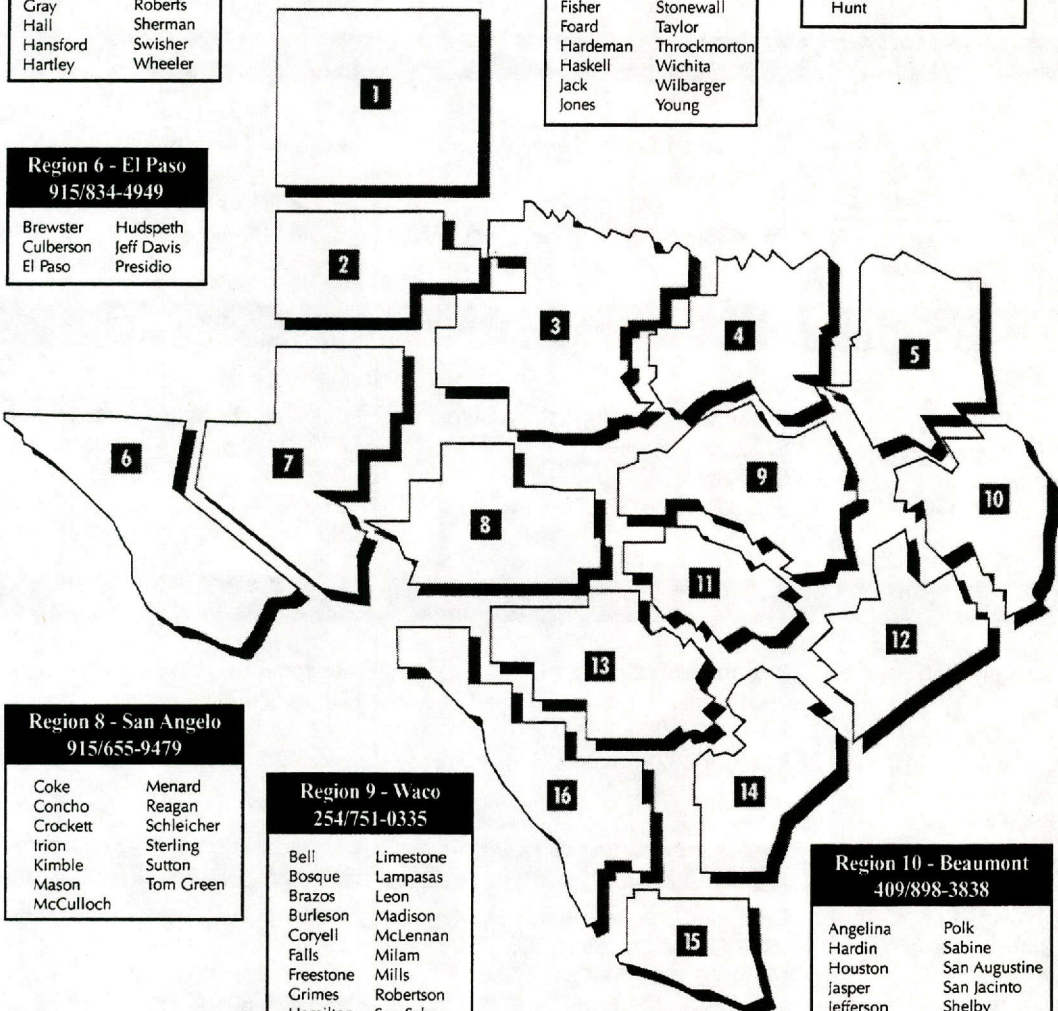 Gray Roberts
Hall Sherman
Hansford Swisher
Hartley Wheeler
Fisher Stonewall
Foard Taylor
Hardeman Throckmorton
Haskell Wichita
Jack Wilbarger
Jones Young
Hunt
1
Region 6 - El Paso
915/834-4949
Brewster Hudspeth
Culberson Jeff Davis
El Paso Presidio
2
3
4
5
6
7
8
9
10
11
12
13
14
15
16
Region 8 - San Angelo
915/655-9479
Coke Menard
Concho Reagan
Crockett Schleicher
Irion Sterling
Kimble Sutton
Mason Tom Green
McCulloch
Region 9 - Waco
254/751-0335
Bell Limestone
Bosque Lampasas
Brazos Leon
Burleson Madison
Coryell McLennan
Falls Milam
Freestone Mills
Grimes Robertson
Region 10 - Beaumont
409/898-3838
Angelina Polk
Hardin Sabine
Houston San Augustine
Jasper San Jacinto
Jefferson Shelby